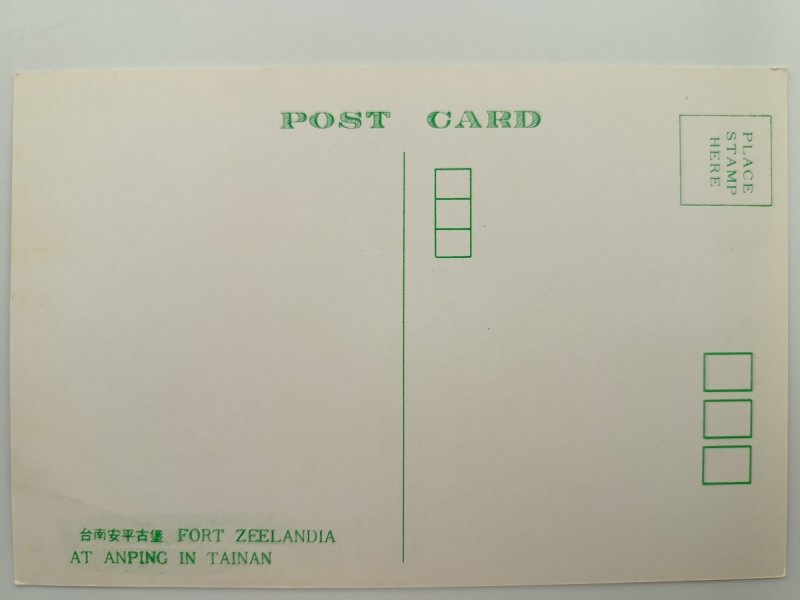 POST CARD
PLACE
STAMP
HERE
台南安平古堡 FORT ZEELANDIA
AT ANPING IN TAINAN